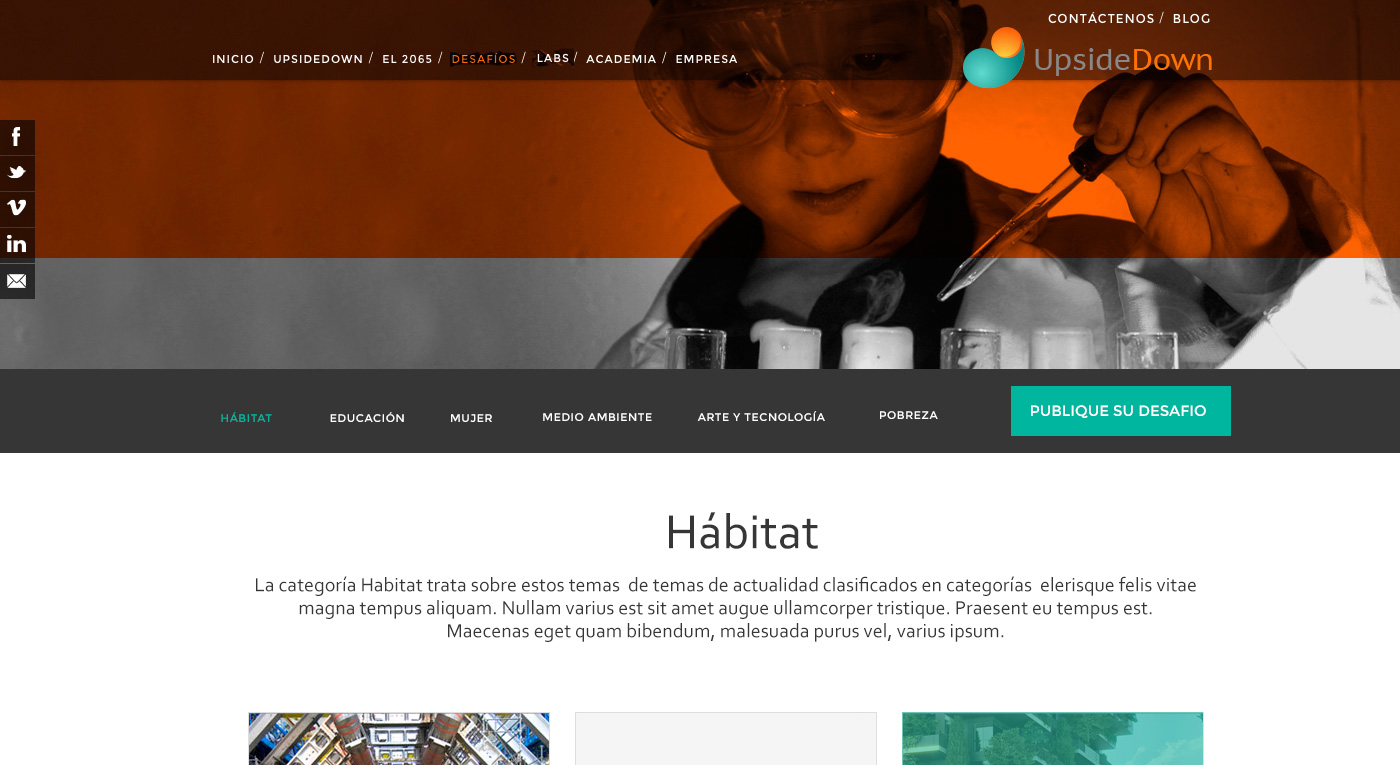 CONTÁCTENOS / BLOG
INICIO / UPSIDEDOWN / EL 2065 / DESAFÍOS / LABS / ACADEMIA / EMPRESA
UpsideDown
HÁBITAT EDUCACIÓN MUJER MEDIO AMBIENTE ARTE Y TECNOLOGÍA POBREZA PUBLIQUE SU DESAFIO
Hábitat
La categoría Habitat trata sobre estos temas de temas de actualidad clasificados en categorías elerisque felis vitae
magna tempus aliquam. Nullam varius est sit amet augue ullamcorper tristique. Praesent eu tempus est.
Maecenas eget quam bibendum, malesuada purus vel, varius ipsum.